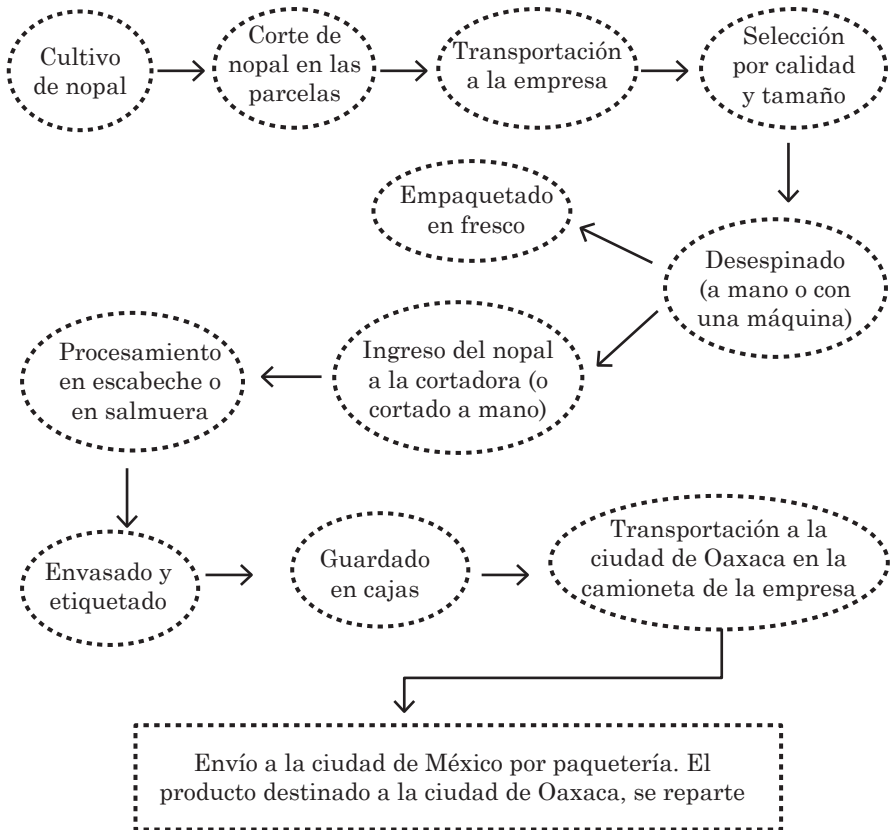 Cultivo
de nopal
Corte de
nopal en las
parcelas
Transportación
a la empresa
Selección
por calidad
y tamaño
Empaquetado
en fresco
Desespinado
(a mano o con
una máquina)
Ingreso del nopal
a la cortadora (o
cortado a mano)
Procesamiento
en escabeche o
en salmuera
Envasado y
etiquetado
Guardado
en cajas
Transportación a la
ciudad de Oaxaca en la
camioneta de la empresa
Envío a la ciudad de México por paquetería. El
producto destinado a la ciudad de Oaxaca, se reparte